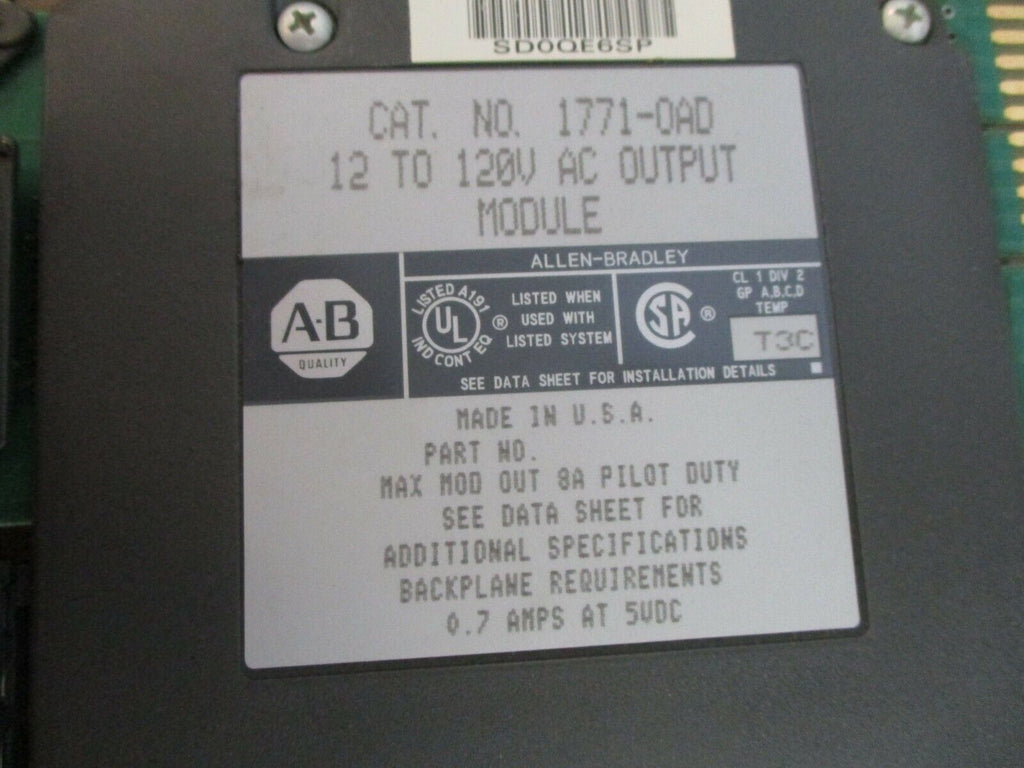 SD0QE6SP
CAT. NO. 1771-OAD
12 TO 120V AC OUTPUT
MODULE
ALLEN-BRADLEY
A-B
QUALITY
LISTED A191
UL
®
IND CONT EQ
LISTED WHEN
USED WITH
LISTED SYSTEM
SA
®
CL 1 DIV 2
GP A,B,C,D
TEMP
T3C
SEE DATA SHEET FOR INSTALLATION DETAILS
MADE IN U.S.A.
PART NO.
MAX MOD OUT 8A PILOT DUTY
SEE DATA SHEET FOR
ADDITIONAL SPECIFICATIONS
BACKPLANE REQUIREMENTS
0.7 AMPS AT 5VDC